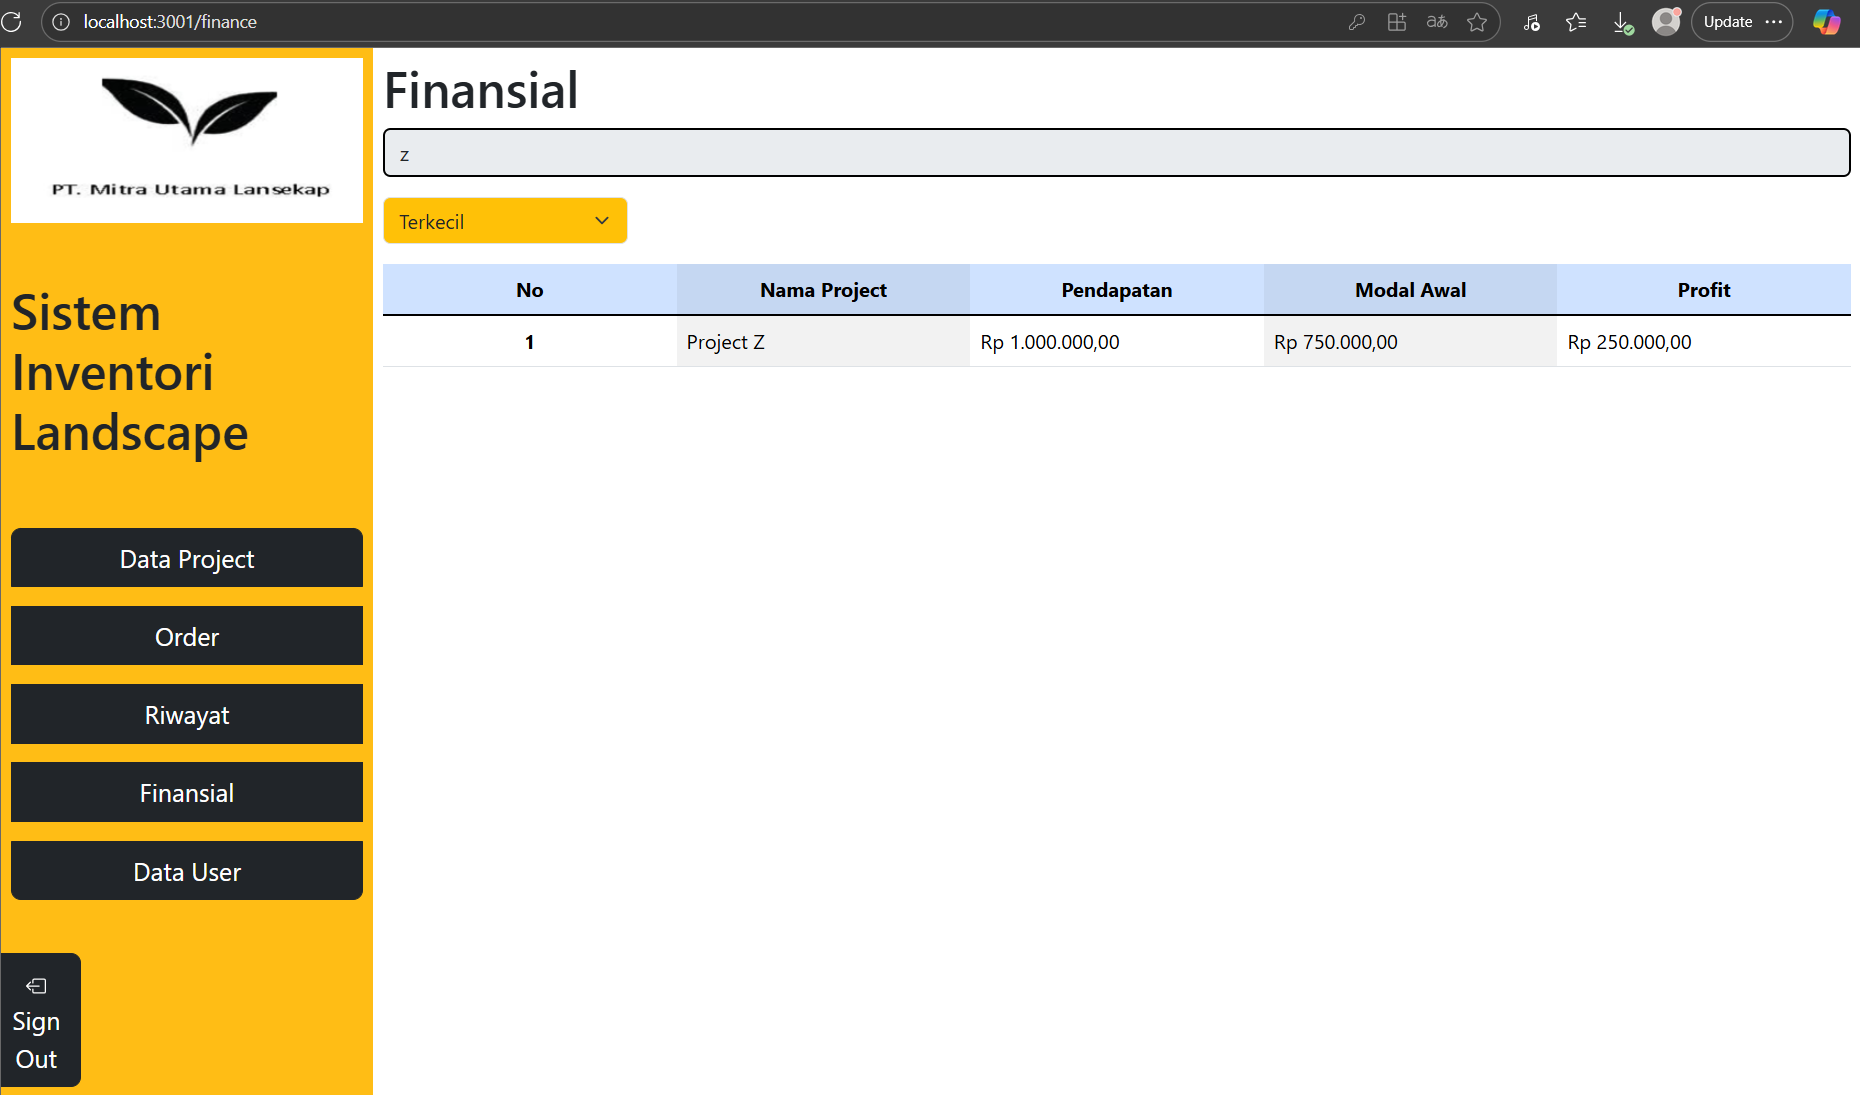 localhost:3001/finance
aあ
Update
PT. Mitra Utama Lansekap
Sistem
Inventori
Landscape
Data Project
Order
Riwayat
Finansial
Data User
Sign
Out
Finansial
z
Terkecil
No Nama Project Pendapatan Modal Awal Profit
1 Project Z Rp 1.000.000,00 Rp 750.000,00 Rp 250.000,00